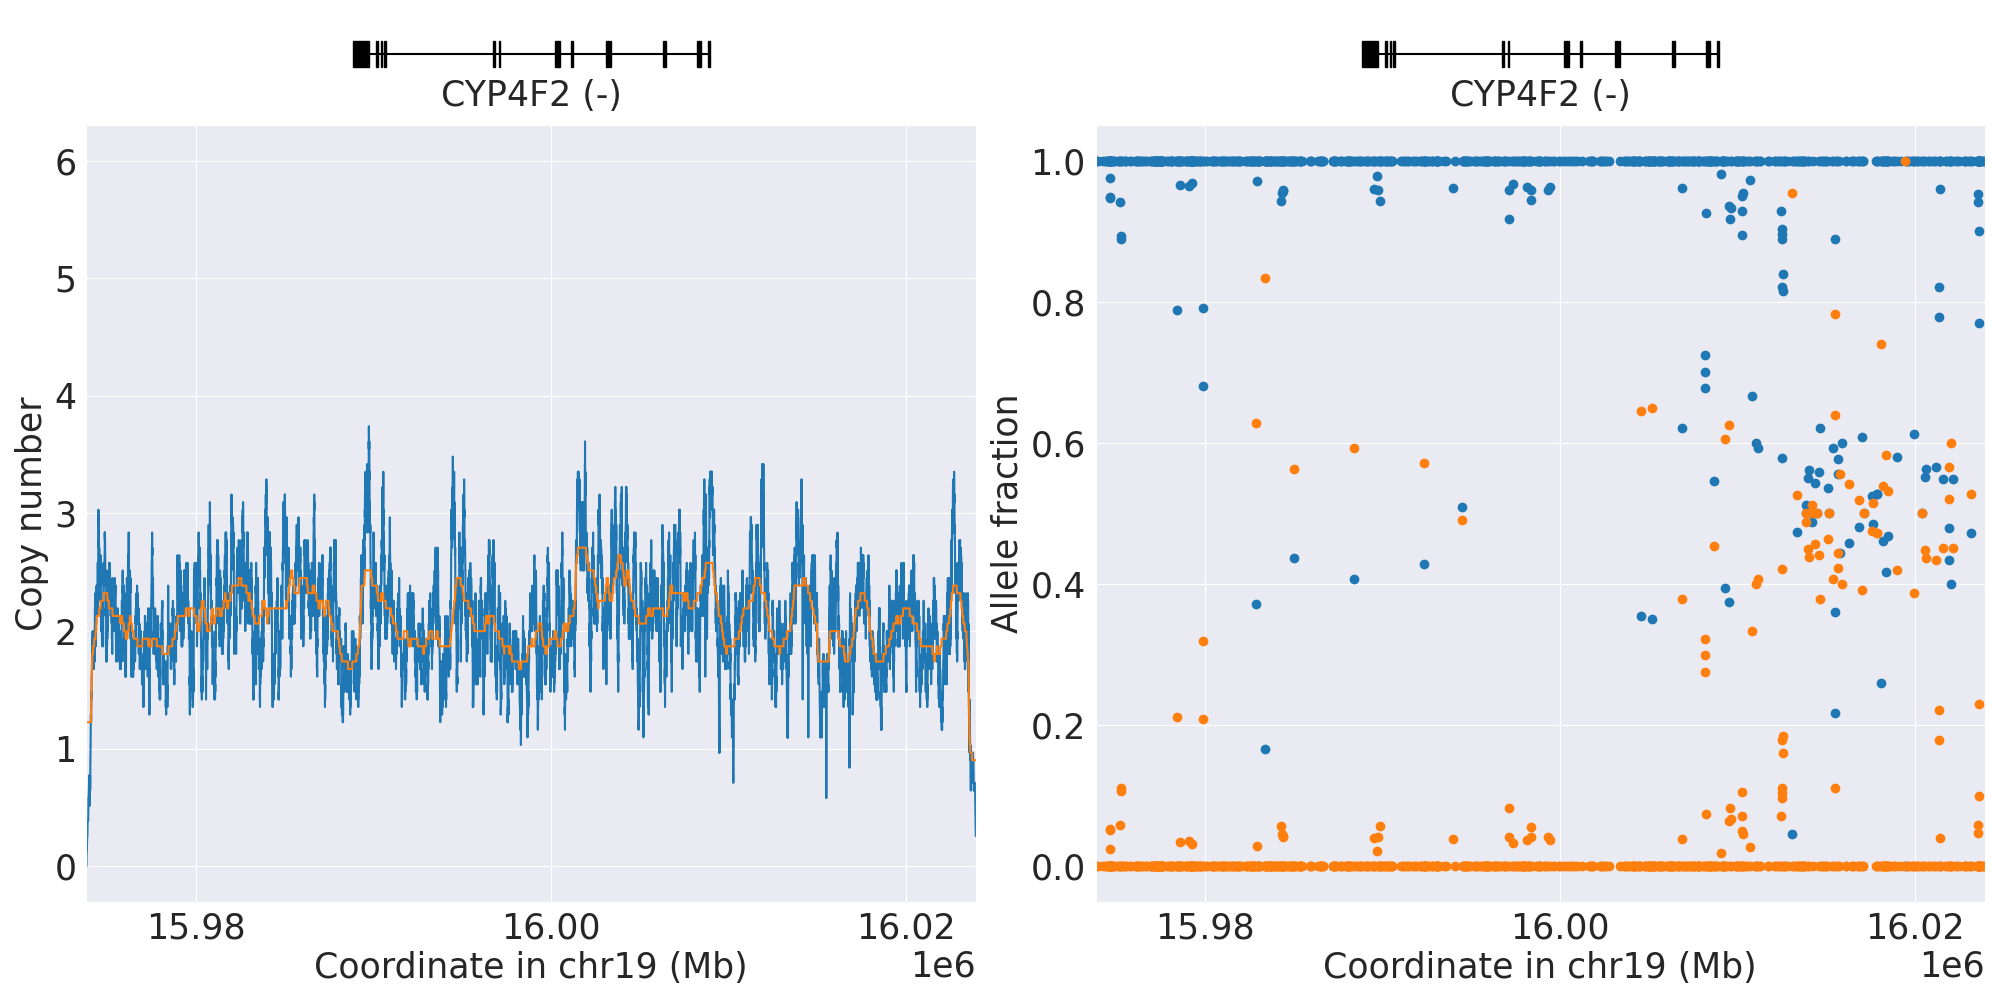 CYP4F2 (-)
6
5
4
3
2
1
0
Copy number
15.98
16.00
16.02
Coordinate in chr19 (Mb)
1e6
CYP4F2 (-)
1.0
0.8
0.6
0.4
0.2
0.0
Allele fraction
15.98
16.00
16.02
Coordinate in chr19 (Mb)
1e6